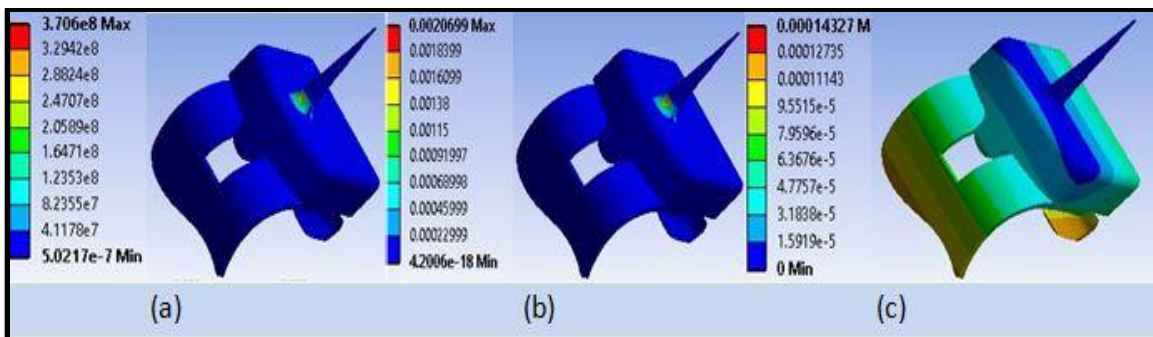 3.706e8 Max
3.2942e8
2.8824e8
2.4707e8
2.0589e8
1.6471e8
1.2353e8
8.2355e7
4.1178e7
5.0217e-7 Min
(a)
0.0020699 Max
0.0018399
0.0016099
0.00138
0.00115
0.00091997
0.00068998
0.00045999
0.00022999
4.2006e-18 Min
(b)
0.00014327 M
0.00012735
0.00011143
9.5515e-5
7.9596e-5
6.3676e-5
4.7757e-5
3.1838e-5
1.5919e-5
0 Min
(c)